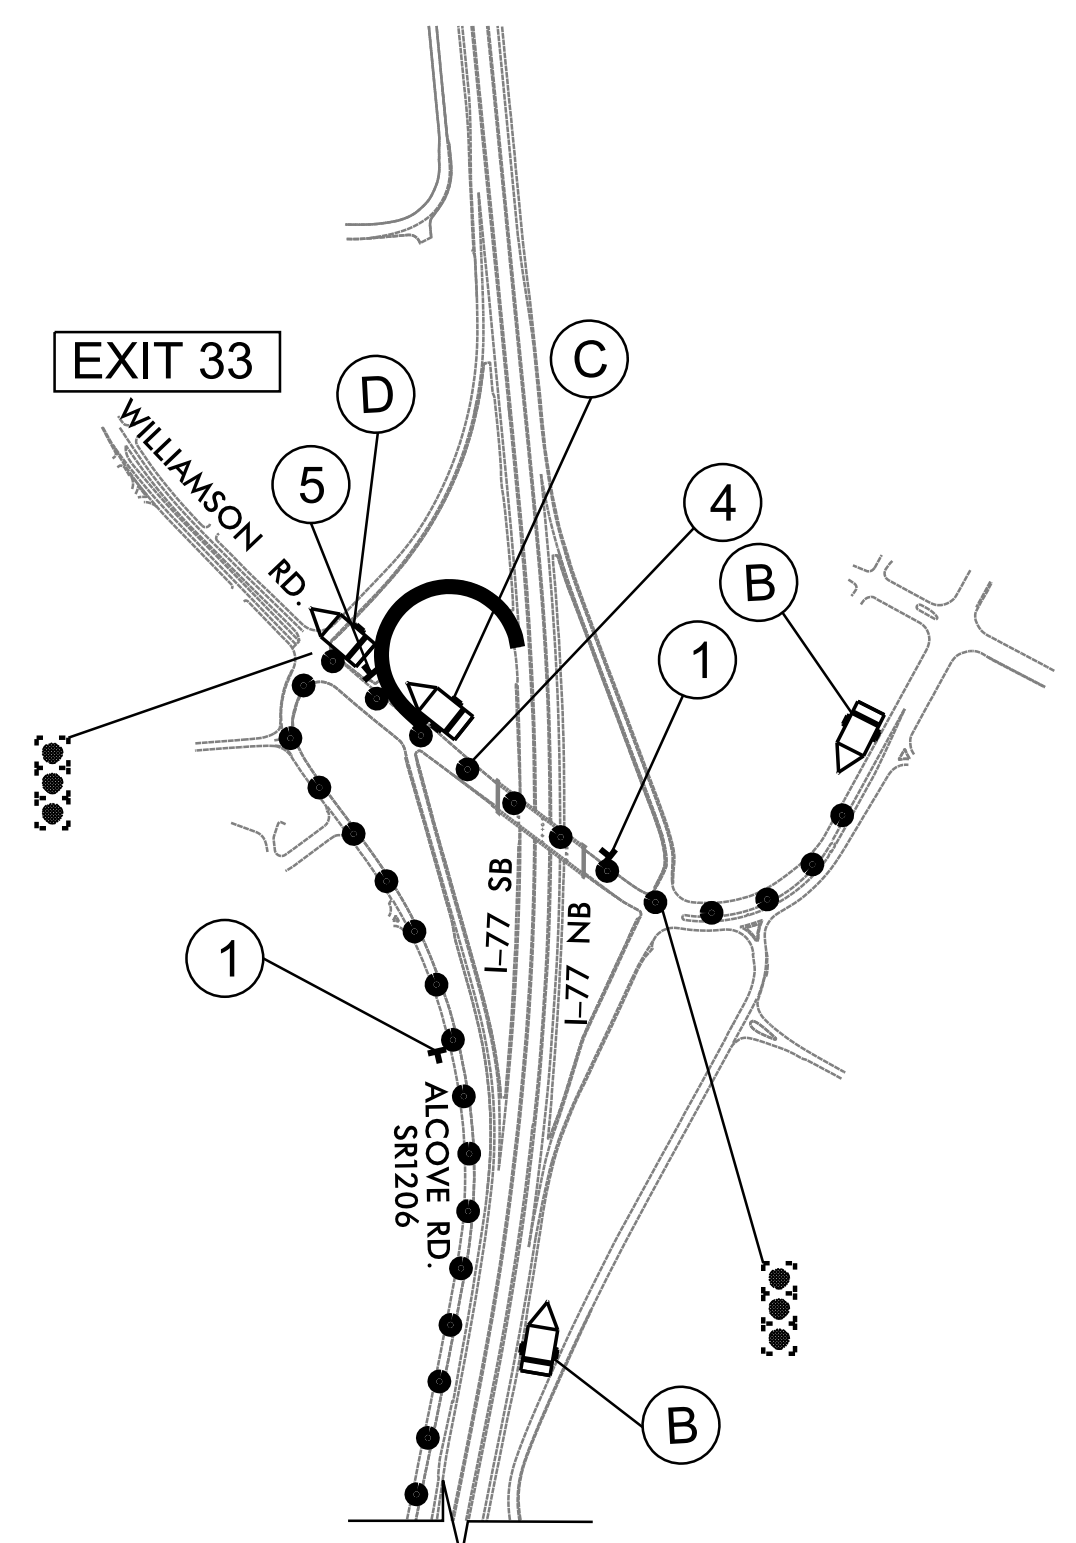 EXIT 33
C
D
WILLIAMSON RD.
5
4
B
1
I-77 SB
I-77 NB
1
ALCOVE RD.
SR1206
B